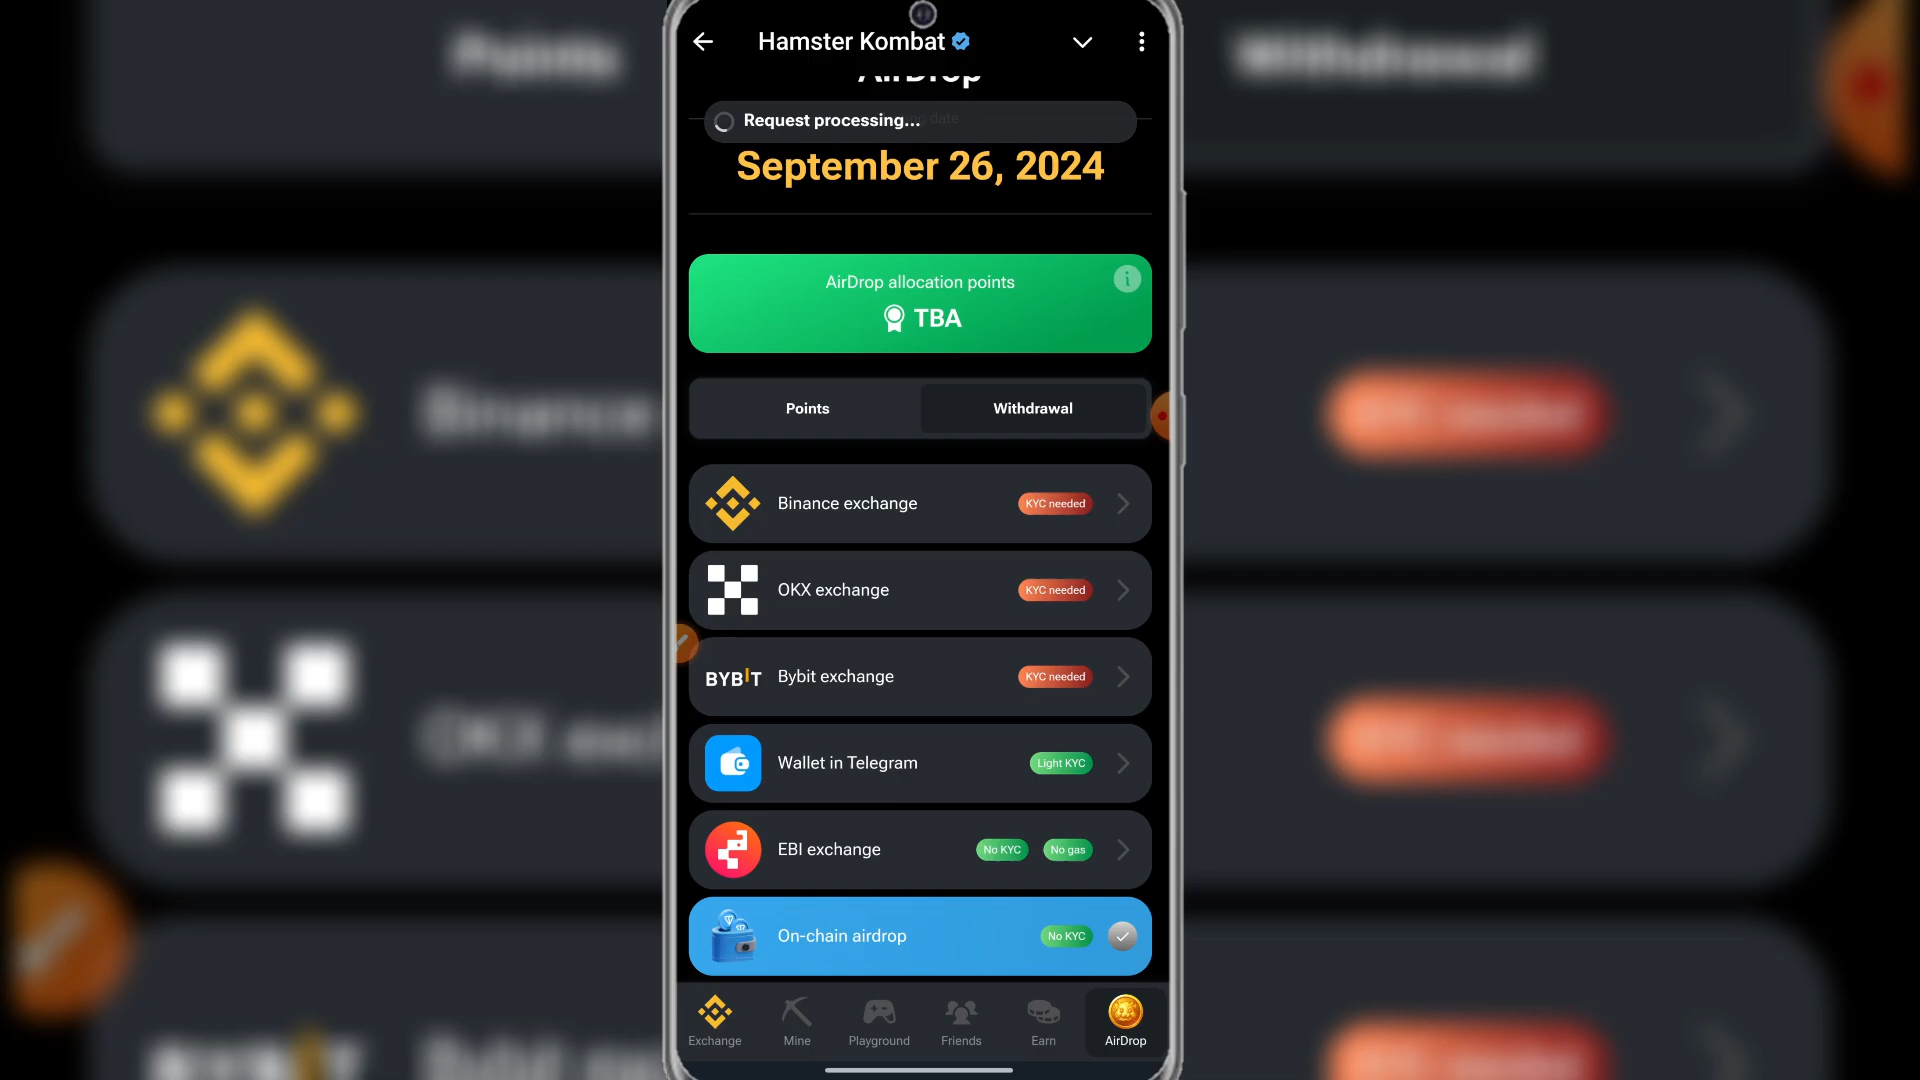 Hamster Kombat
AirDrop
Request processing...
September 26, 2024
AirDrop allocation points
TBA
Points Withdrawal
Binance exchange KYC needed
OKX exchange KYC needed
BYBIT Bybit exchange KYC needed
Wallet in Telegram Light KYC
EBI exchange No KYC No gas
On-chain airdrop No KYC
Exchange Mine Playground Friends Earn AirDrop